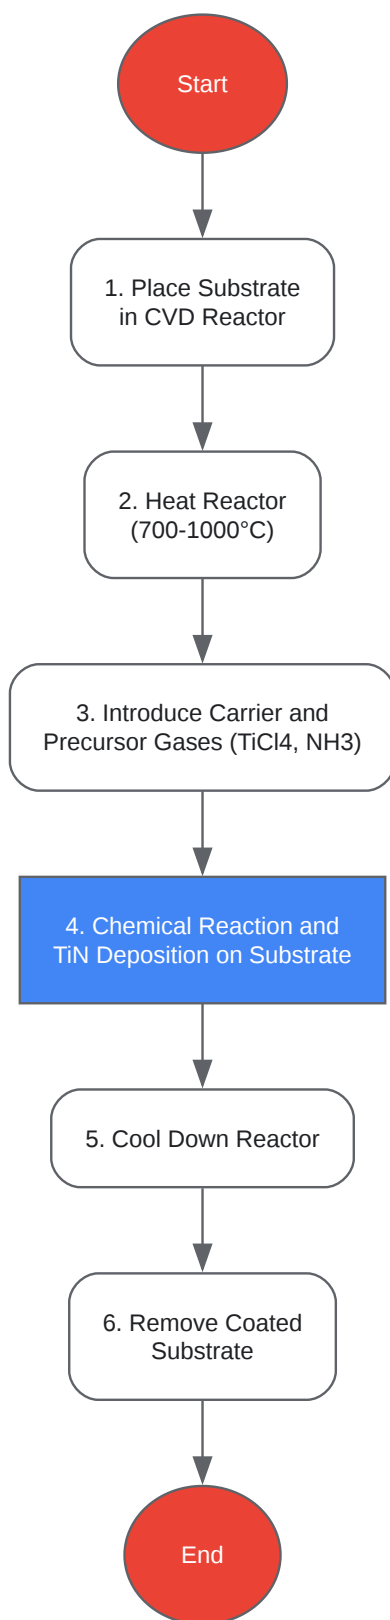 Start
1. Place Substrate
in CVD Reactor
2. Heat Reactor
(700-1000°C)
3. Introduce Carrier and
Precursor Gases (TiCl4, NH3)
4. Chemical Reaction and
TiN Deposition on Substrate
5. Cool Down Reactor
6. Remove Coated
Substrate
End